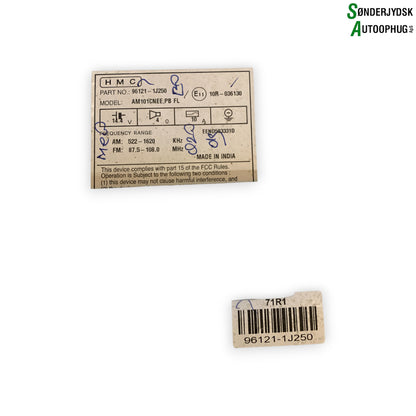 SØNDERJYDSK
AUTOOPHUG
HMC
PART NO.: 96121-1J250
E11 10R-036130
MODEL: AM101CNEE,PB FL
14.4 V 4 Ω 10 A
FREQUENCY RANGE
AM: 522-1620 KHz
FM: 87.5-108.0 MHz
MADE IN INDIA
This device complies with part 15 of the FCC Rules.
Operation is Subject to the following two conditions:
(1) this device may not cause harmful interference, and
71R1
96121-1J250